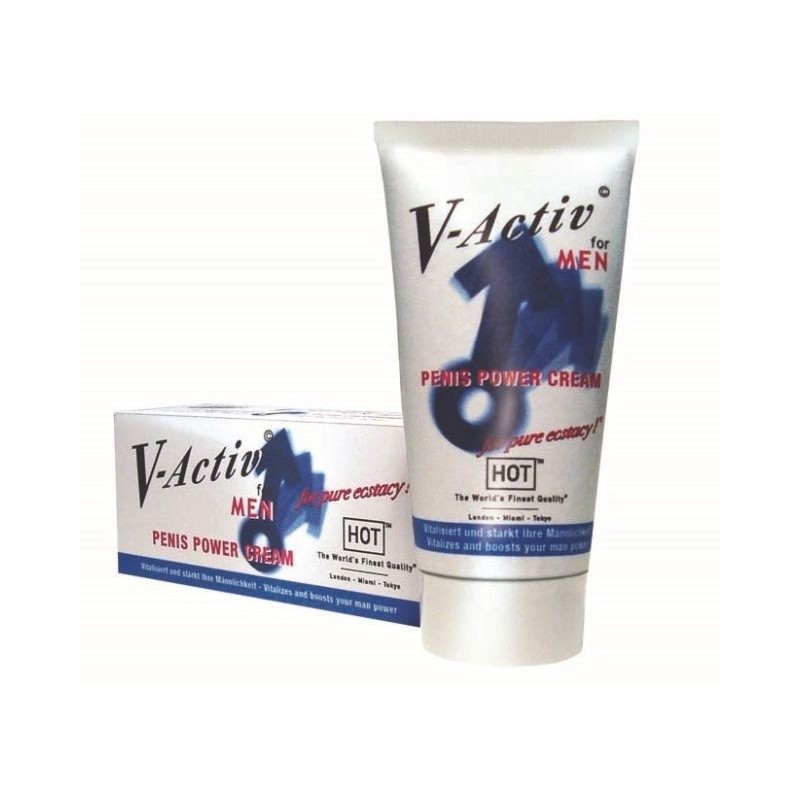 V-Activ©
for
MEN
PENIS POWER CREAM
for pure ecstacy!
HOT™
The World's Finest Quality®
London - Miami - Tokyo
Vitalisiert und stärkt Ihre Männlichkeit
Vitalizes and boosts your man power
V-Activ©
for
MEN
for pure ecstacy!
PENIS POWER CREAM
HOT™
The World's Finest Quality®
London - Miami - Tokyo
Vitalisiert und stärkt Ihre Männlichkeit - Vitalizes and boosts your man power